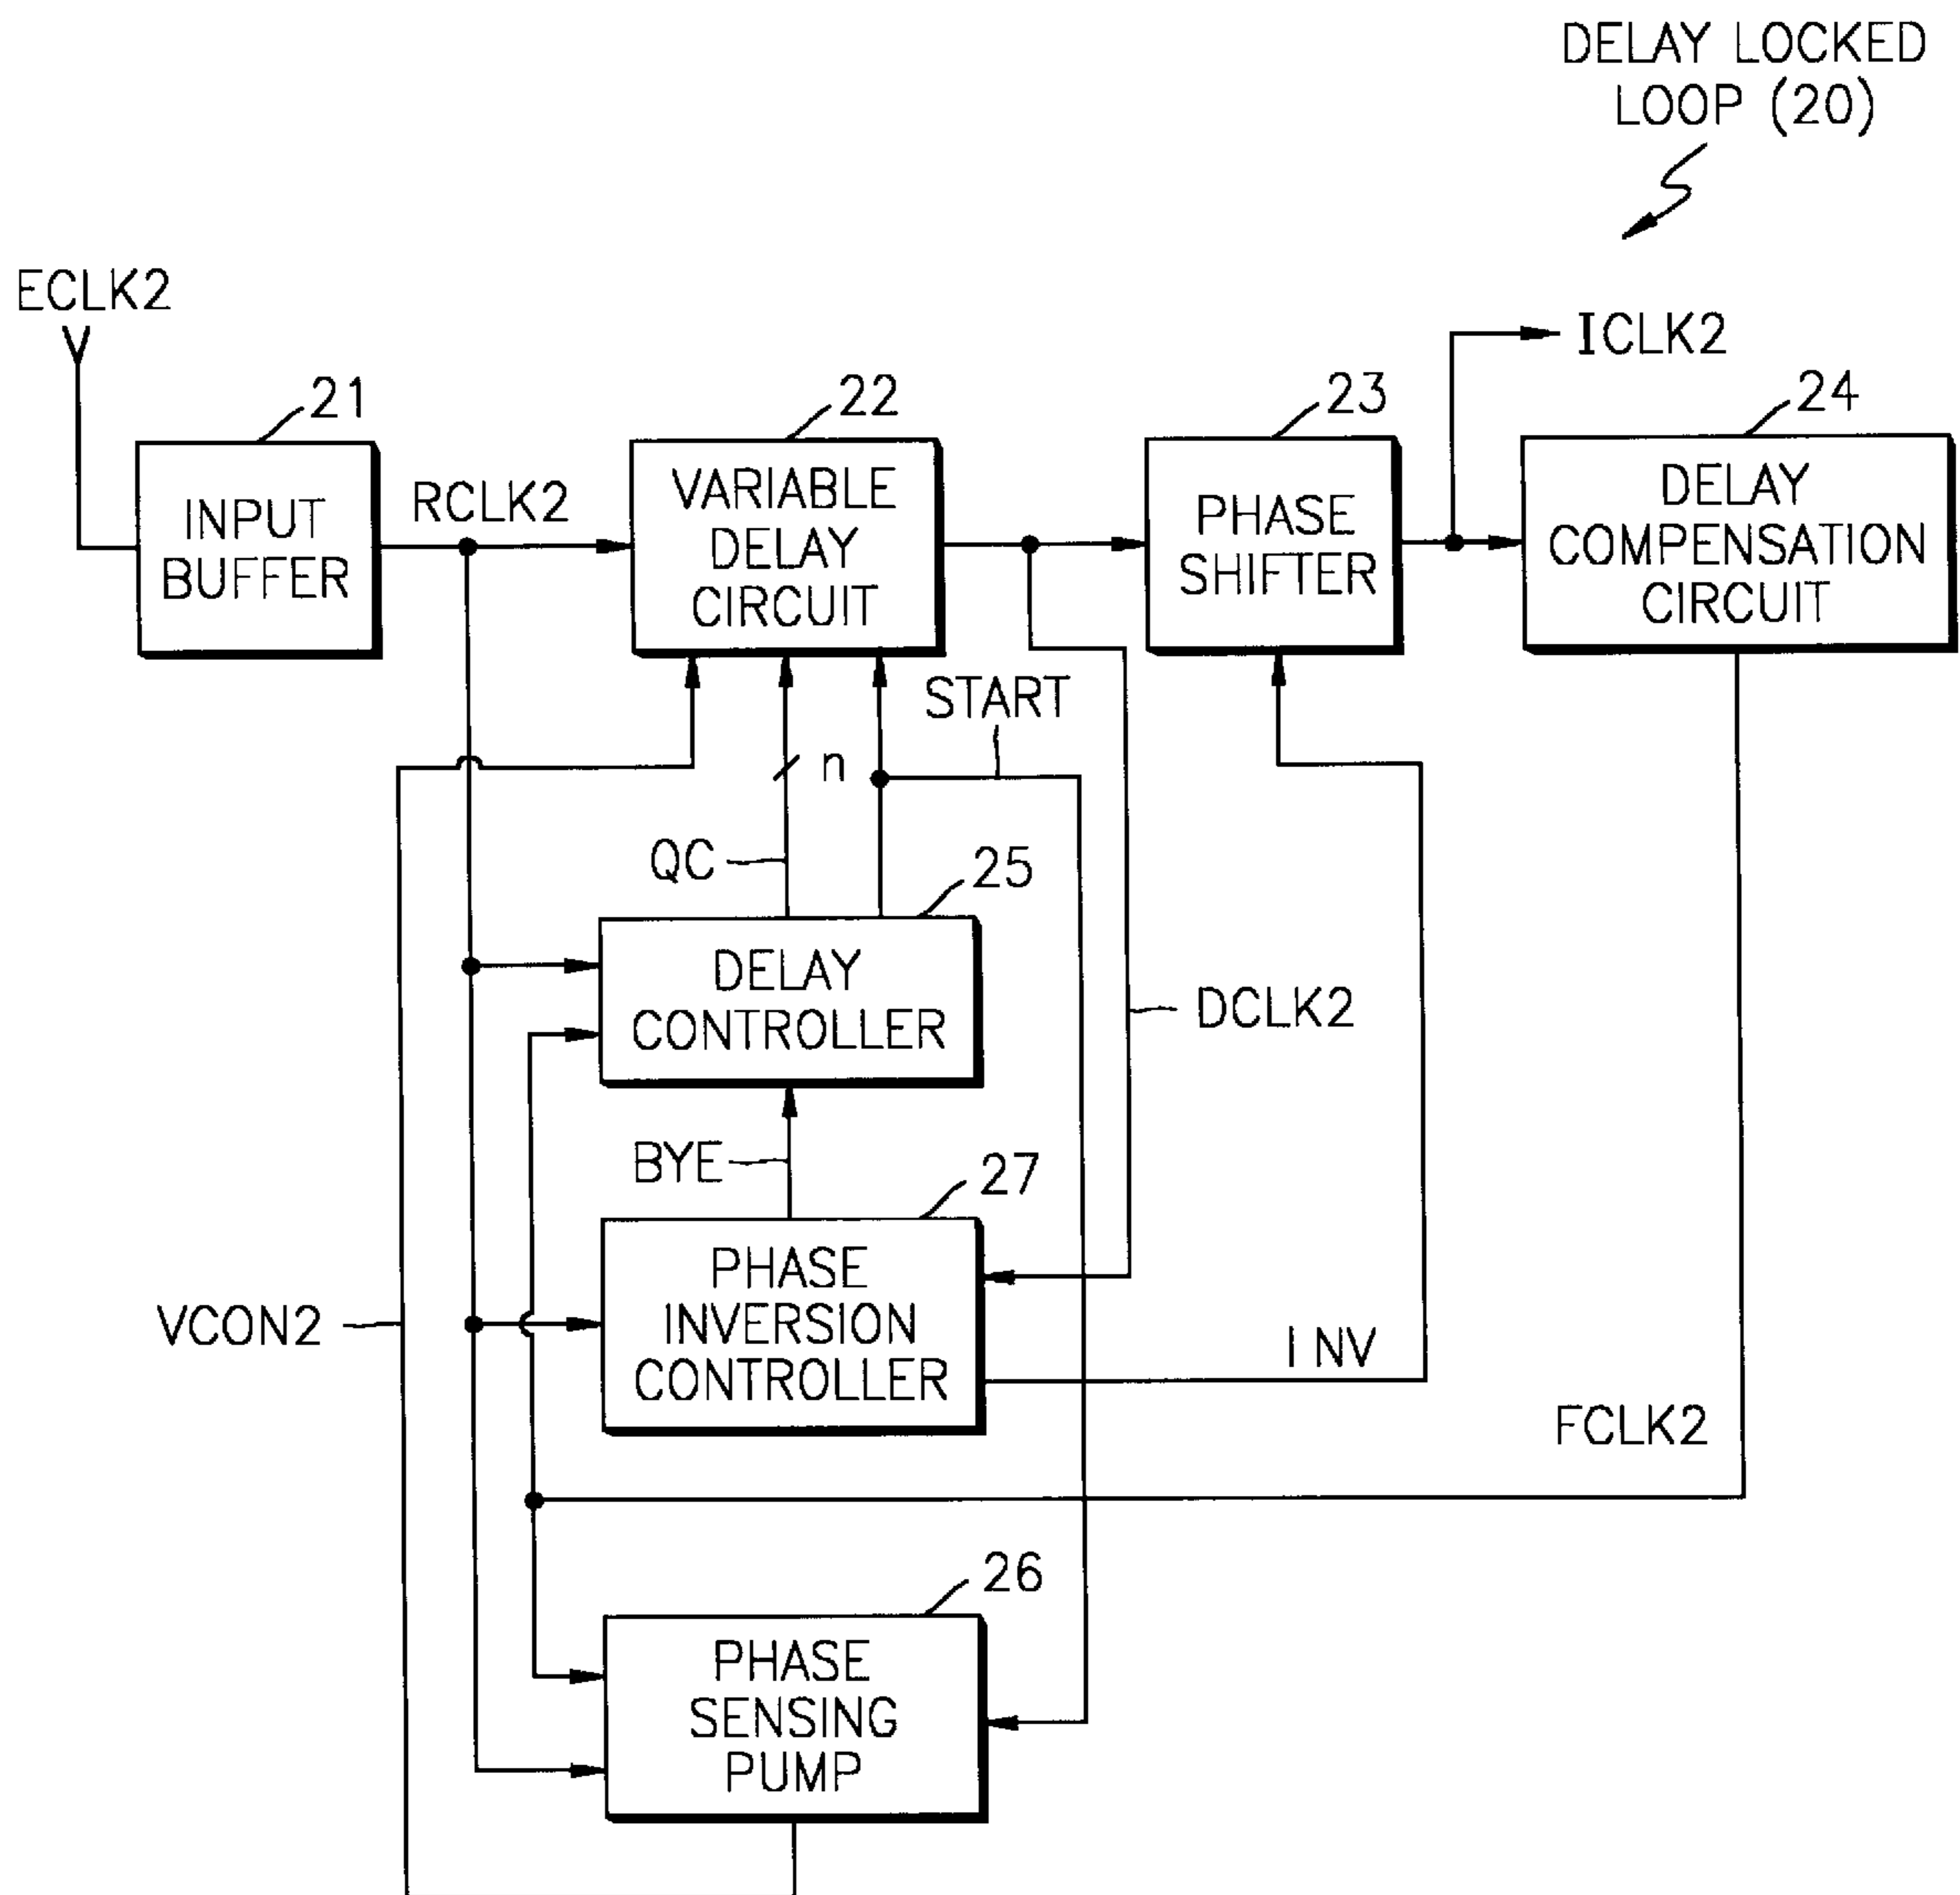 DELAY LOCKED
LOOP (20)
ECLK2
ICLK2
21
22
23
24
INPUT
BUFFER
RCLK2
VARIABLE
DELAY
CIRCUIT
PHASE
SHIFTER
DELAY
COMPENSATION
CIRCUIT
START
n
QC
25
DELAY
CONTROLLER
DCLK2
BYE
27
PHASE
INVERSION
CONTROLLER
VCON2
INV
FCLK2
26
PHASE
SENSING
PUMP